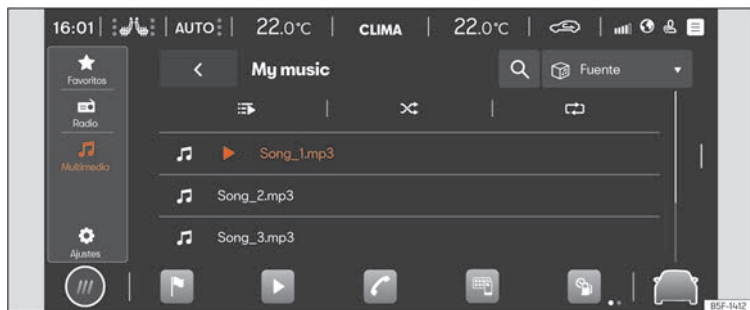 16:01 AUTO 22.0°C CLIMA 22.0°C
Favoritos
My music
Fuente
Radio
Multimedia
Song_1.mp3
Song_2.mp3
Song_3.mp3
Ajustes
B5F-1412